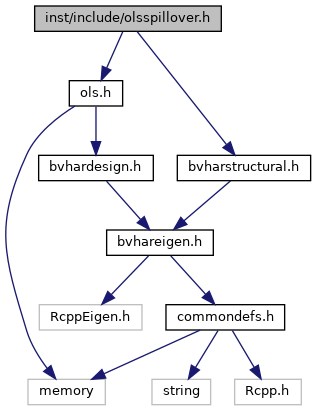 inst/include/olsspillover.h
ols.h
bvhardesign.h
bvharstructural.h
bvhareigen.h
RcppEigen.h
commondefs.h
memory
string
Rcpp.h